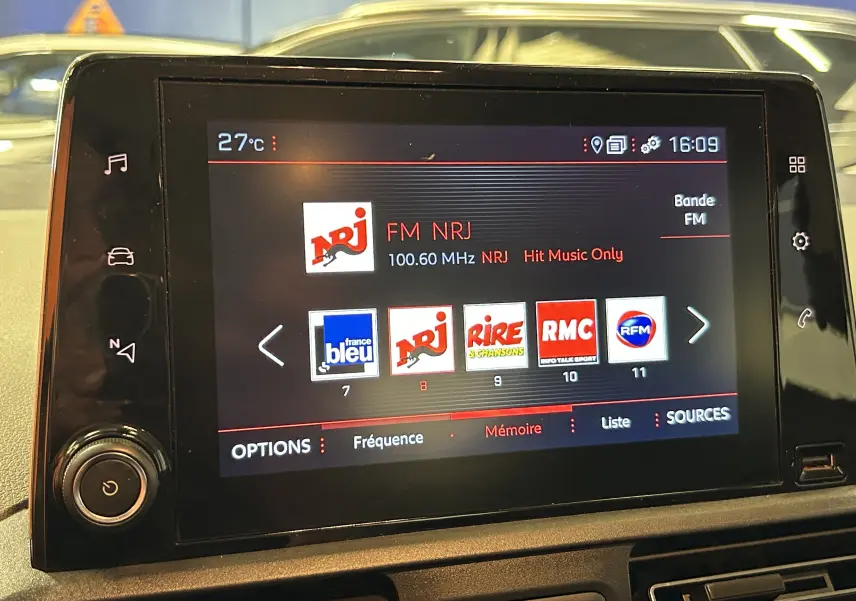 27°C
16:09
Bande
FM
NRJ
FM NRJ
100.60 MHz NRJ Hit Music Only
france
bleu
NRJ
RIRE
& CHANSONS
RMC
INFO TALK SPORT
RFM
7
8
9
10
11
N
OPTIONS
Fréquence
Mémoire
Liste
SOURCES